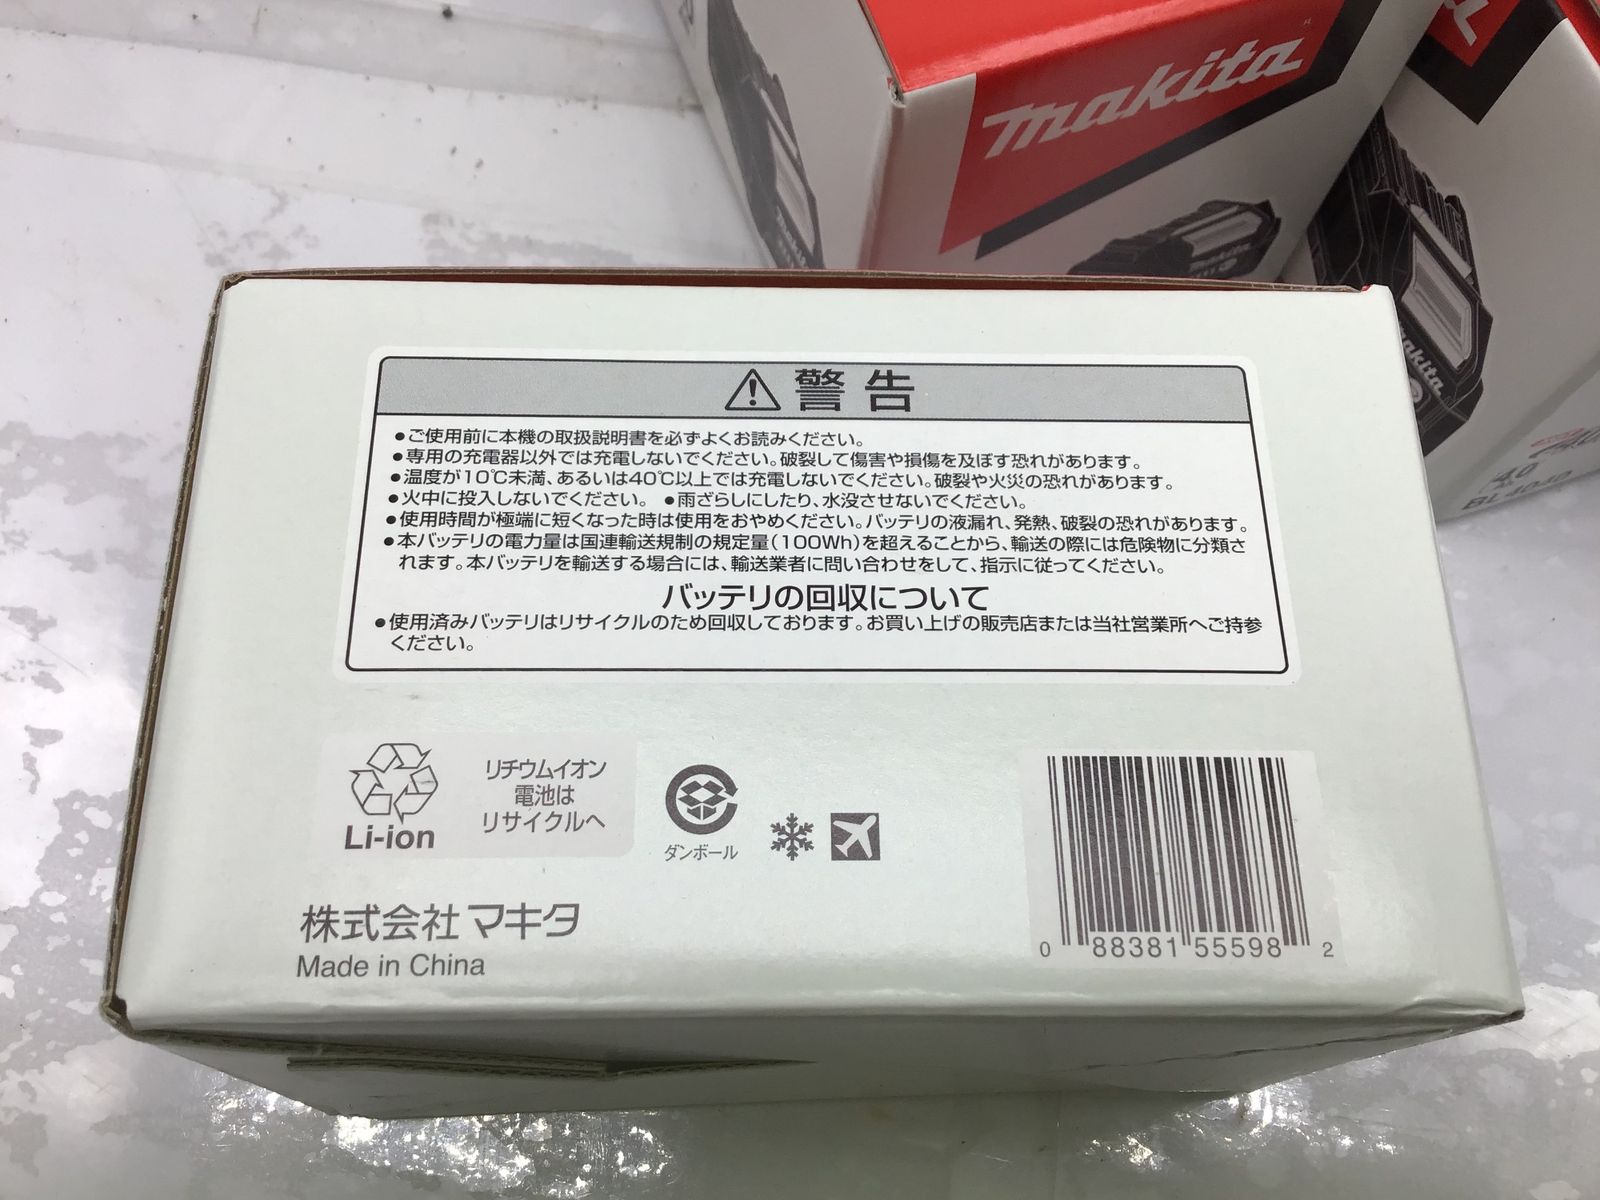 makita
makita
makita
40
BL4040
警告
●ご使用前に本機の取扱説明書を必ずよくお読みください。
●専用の充電器以外では充電しないでください。破裂して傷害や損傷を及ぼす恐れがあります。
●温度が10℃未満、あるいは40℃以上では充電しないでください。破裂や火災の恐れがあります。
●火中に投入しないでください。 ●雨ざらしにしたり、水没させないでください。
●使用時間が極端に短くなった時は使用をおやめください。バッテリの液漏れ、発熱、破裂の恐れがあります。
●本バッテリの電力量は国連輸送規制の規定量(100Wh)を超えることから、輸送の際には危険物に分類さ
れます。本バッテリを輸送する場合には、輸送業者に問い合わせをして、指示に従ってください。
バッテリの回収について
●使用済みバッテリはリサイクルのため回収しております。お買い上げの販売店または当社営業所へご持参
ください。
Li-ion
リチウムイオン
電池は
リサイクルへ
ダンボール
株式会社マキタ
Made in China
0 88381 55598 2